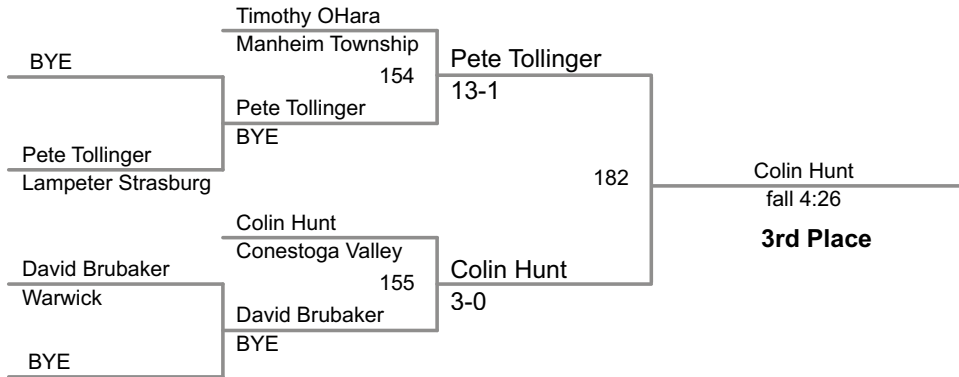 Timothy OHara
Manheim Township
BYE
154
Pete Tollinger
13-1
Pete Tollinger
BYE
Pete Tollinger
Lampeter Strasburg
182
Colin Hunt
fall 4:26
3rd Place
Colin Hunt
Conestoga Valley
David Brubaker
Warwick
155
Colin Hunt
3-0
David Brubaker
BYE
BYE